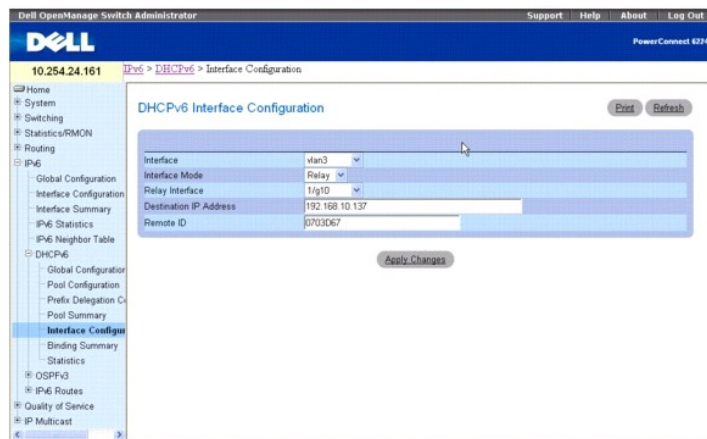 Dell OpenManage Switch Administrator
Support Help About Log Out
DELL
PowerConnect 6224
10.254.24.161
IPv6 > DHCPv6 > Interface Configuration
Home
System
Switching
Statistics/RMON
Routing
IPv6
Global Configuration
Interface Configuration
Interface Summary
IPv6 Statistics
IPv6 Neighbor Table
DHCPv6
Global Configuration
Pool Configuration
Prefix Delegation C
Pool Summary
Interface Configur
Binding Summary
Statistics
OSPFv3
IPv6 Routes
Quality of Service
IP Multicast
DHCPv6 Interface Configuration
Print Refresh
Interface vlan3
Interface Mode Relay
Relay Interface 1/g10
Destination IP Address 192.168.10.137
Remote ID 0703D67
Apply Changes